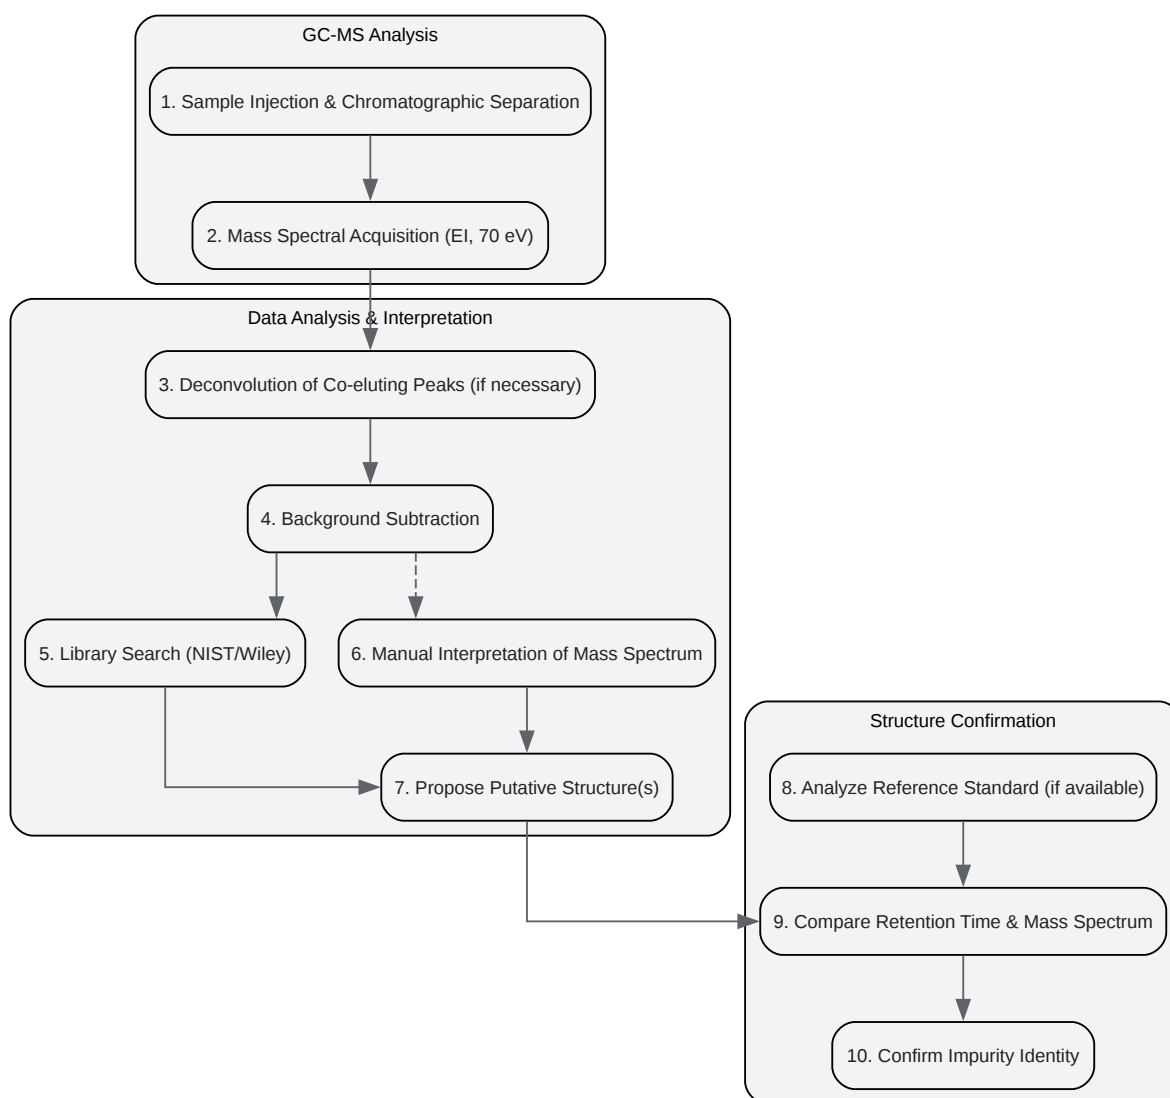 GC-MS Analysis
1. Sample Injection & Chromatographic Separation
2. Mass Spectral Acquisition (EI, 70 eV)
Data Analysis & Interpretation
3. Deconvolution of Co-eluting Peaks (if necessary)
4. Background Subtraction
5. Library Search (NIST/Wiley)
6. Manual Interpretation of Mass Spectrum
7. Propose Putative Structure(s)
Structure Confirmation
8. Analyze Reference Standard (if available)
9. Compare Retention Time & Mass Spectrum
10. Confirm Impurity Identity